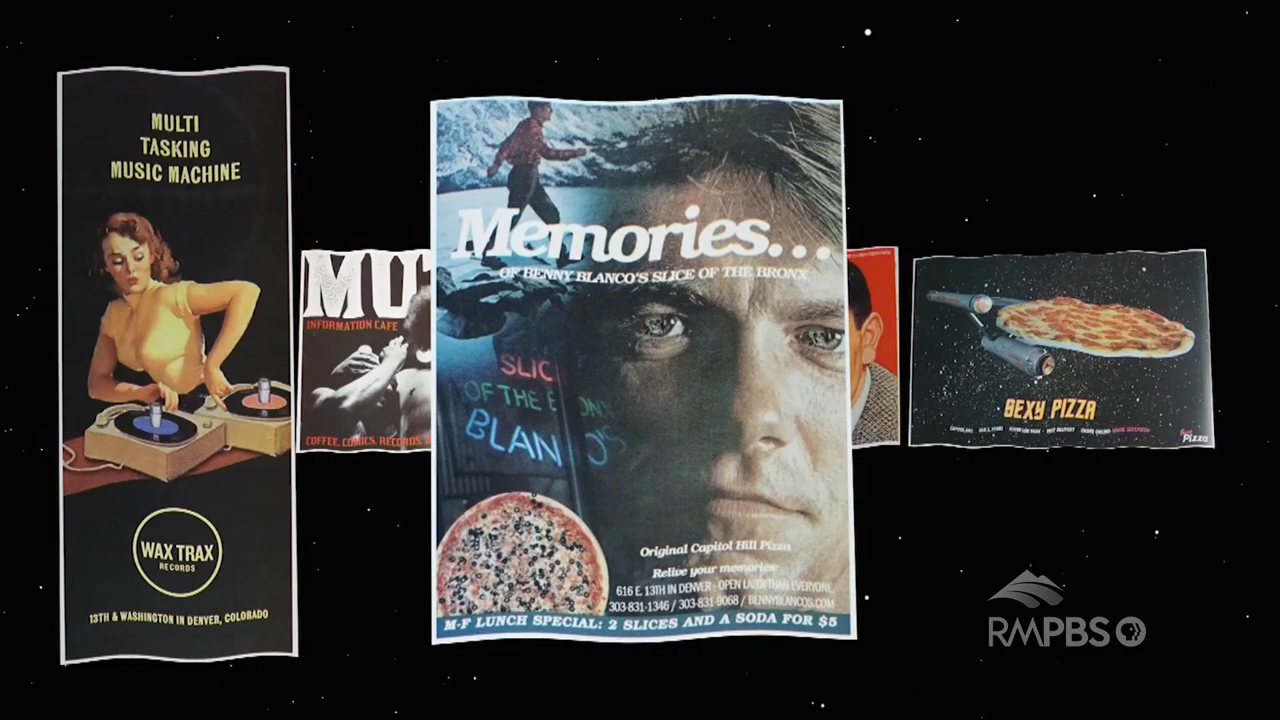 MULTI
TASKING
MUSIC MACHINE
WAX TRAX
RECORDS
13TH & WASHINGTON IN DENVER, COLORADO
MU
INFORMATION CAFE
COFFEE, COMICS, RECORDS,
Memories...
OF BENNY BLANCO'S SLICE OF THE BRONX
SLIC
OF THE B ONX
BLAN O'S
Original Capitol Hill Pizza
Relive your memories
616 E. 13TH IN DENVER - OPEN LATER THAN EVERYONE
303-831-1346 / 303-831-9068 / BENNYBLANCOS.COM
M-F LUNCH SPECIAL: 2 SLICES AND A SODA FOR $5
SEXY PIZZA
Pizza
RMPBS